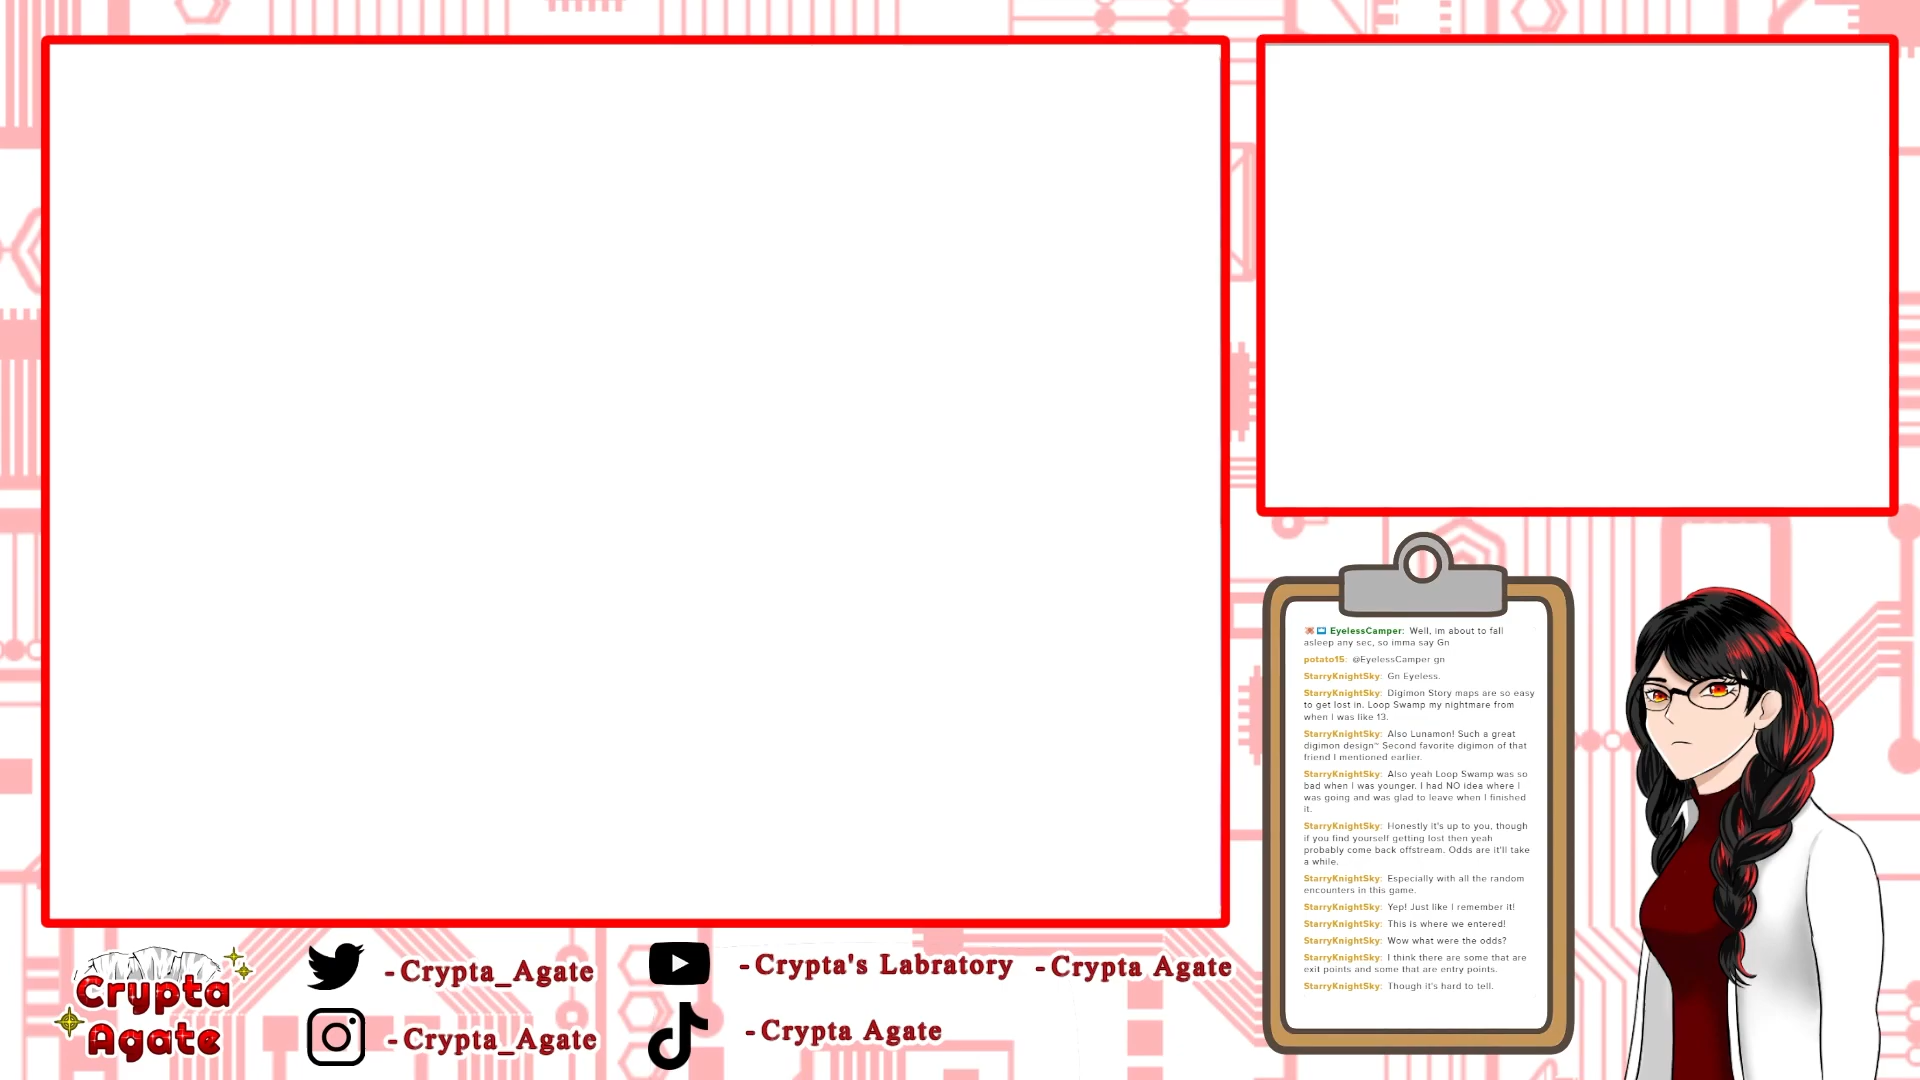 EyelessCamper: Well, im about to fall
asleep any sec, so imma say Gn
potato15: @EyelessCamper gn
StarryKnightSky: Gn Eyeless.
StarryKnightSky: Digimon Story maps are so easy
to get lost in. Loop Swamp my nightmare from
when I was like 13.
StarryKnightSky: Also Lunamon! Such a great
digimon design~ Second favorite digimon of that
friend I mentioned earlier.
StarryKnightSky: Also yeah Loop Swamp was so
bad when I was younger. I had NO idea where I
was going and was glad to leave when I finished
it.
StarryKnightSky: Honestly it's up to you, though
if you find yourself getting lost then yeah
probably come back offstream. Odds are it'll take
a while.
StarryKnightSky: Especially with all the random
encounters in this game.
StarryKnightSky: Yep! Just like I remember it!
StarryKnightSky: This is where we entered!
StarryKnightSky: Wow what were the odds?
StarryKnightSky: I think there are some that are
exit points and some that are entry points.
StarryKnightSky: Though it's hard to tell.
Crypta
Agate
-Crypta_Agate
-Crypta's Labratory
-Crypta Agate
-Crypta_Agate
-Crypta Agate